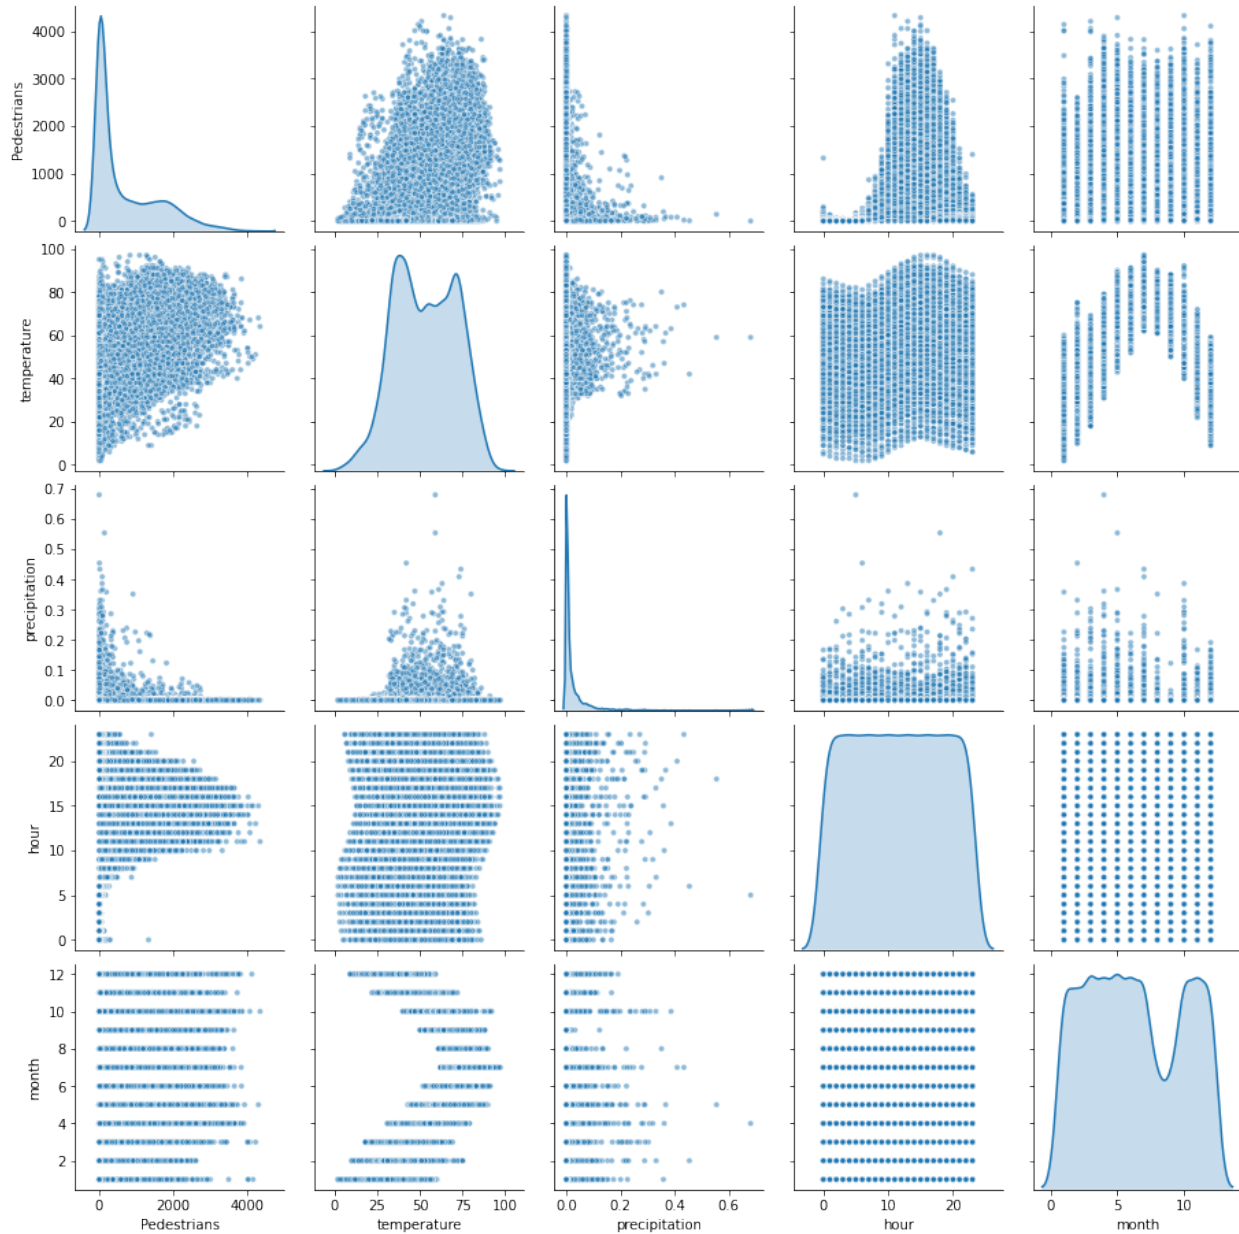 4000
3000
2000
1000
0
Pedestrians
100
80
60
40
20
0
temperature
0.7
0.6
0.5
0.4
0.3
0.2
0.1
0.0
precipitation
20
15
10
5
0
hour
12
10
8
6
4
2
month
0 2000 4000
0 25 50 75 100
0.0 0.2 0.4 0.6
0 10 20
0 5 10
Pedestrians temperature precipitation hour month